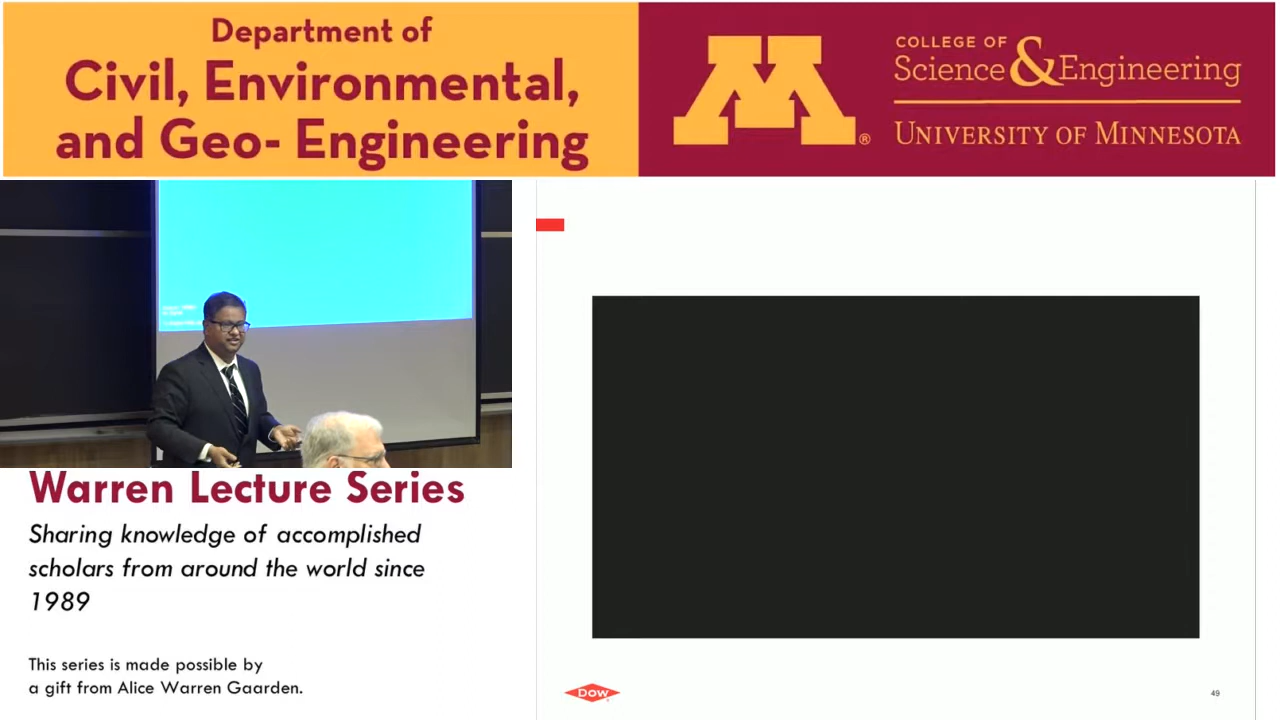 Department of
Civil, Environmental,
and Geo- Engineering
M®
COLLEGE OF
Science & Engineering
UNIVERSITY OF MINNESOTA
Warren Lecture Series
Sharing knowledge of accomplished
scholars from around the world since
1989
This series is made possible by
a gift from Alice Warren Gaarden.
Dow
49